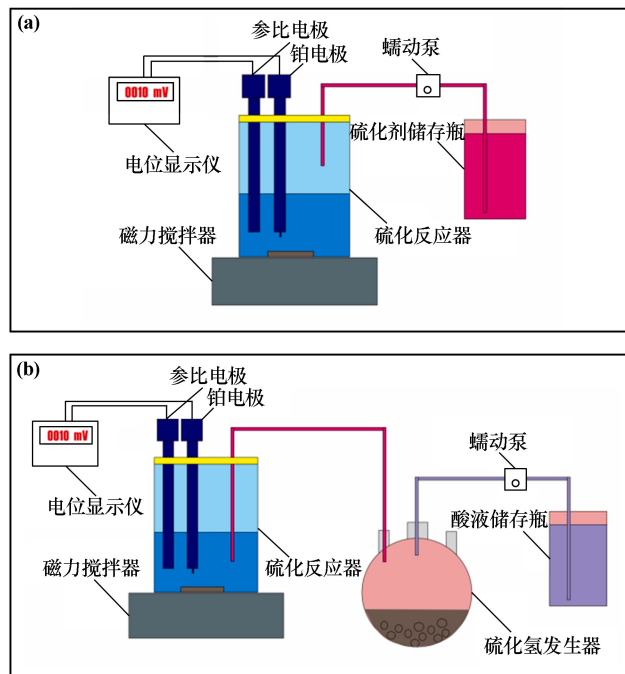 (a)
参比电极
铂电极
蠕动泵
0010 mV
硫化剂储存瓶
电位显示仪
磁力搅拌器
硫化反应器
(b)
参比电极
铂电极
0010 mV
蠕动泵
电位显示仪
酸液储存瓶
磁力搅拌器
硫化反应器
硫化氢发生器